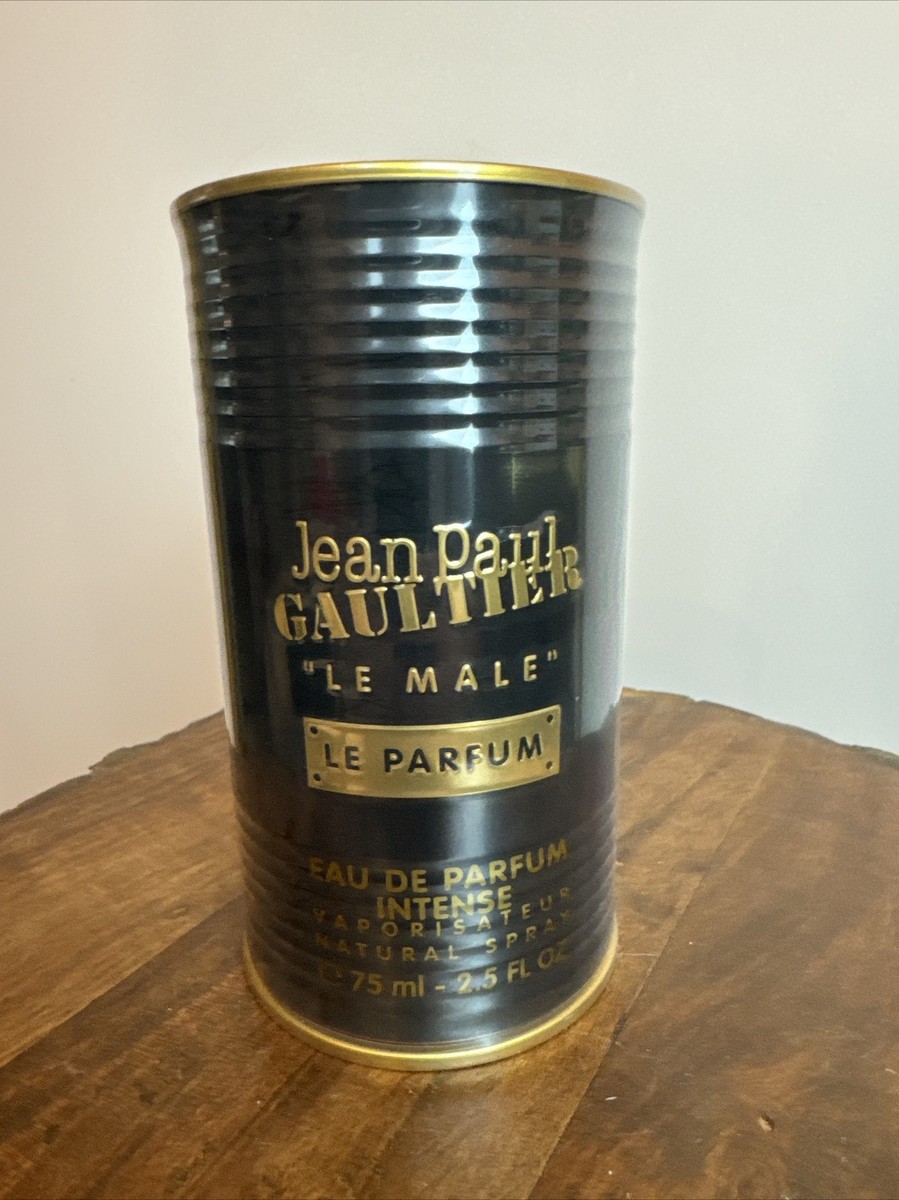 Jean Paul
GAULTIER
"LE MALE"
LE PARFUM
EAU DE PARFUM
INTENSE
VAPORISATEUR
NATURAL SPRAY
℮ 75 ml - 2.5 FL OZ